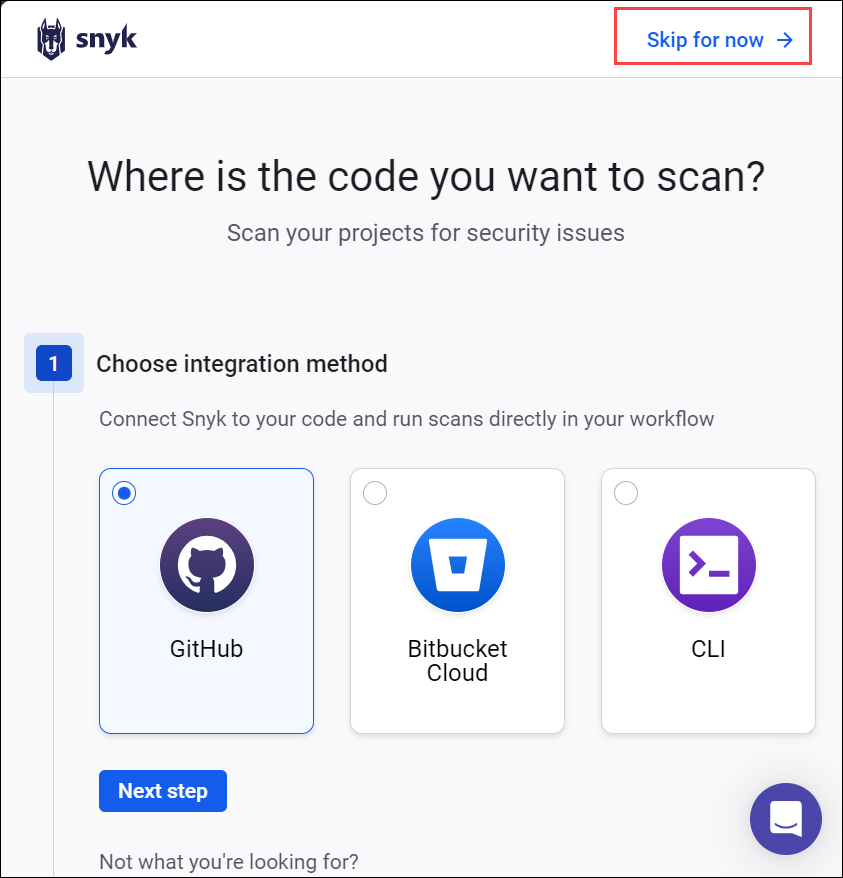 snyk
Skip for now →
Where is the code you want to scan?
Scan your projects for security issues
1
Choose integration method
Connect Snyk to your code and run scans directly in your workflow
GitHub
Bitbucket
Cloud
CLI
Next step
Not what you're looking for?